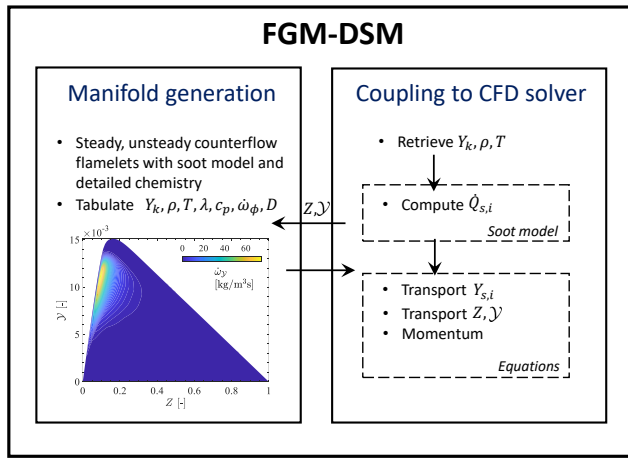 FGM-DSM
Manifold generation
• Steady, unsteady counterflow
flamelets with soot model and
detailed chemistry
• Tabulate Y_k, ρ, T, λ, c_p, ω̇_ϕ, D
15 ×10⁻³
10
5
0
𝒴 [-]
0 20 40 60
ω̇_𝒴
[kg/m³s]
0 0.2 0.4 0.6 0.8 1
Z [-]
Z, 𝒴
Coupling to CFD solver
• Retrieve Y_k, ρ, T
• Compute Q̇_{s,i}
Soot model
• Transport Y_{s,i}
• Transport Z, 𝒴
• Momentum
Equations